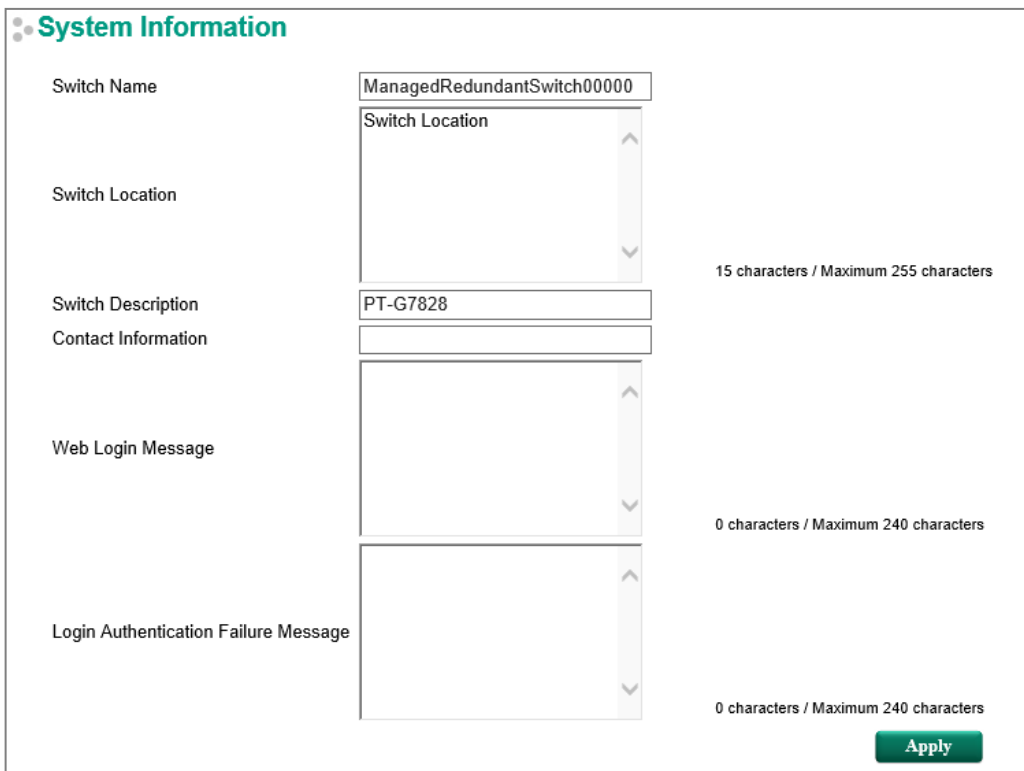 System Information
Switch Name ManagedRedundantSwitch00000
Switch Location
Switch Location
15 characters / Maximum 255 characters
Switch Description PT-G7828
Contact Information
Web Login Message
0 characters / Maximum 240 characters
Login Authentication Failure Message
0 characters / Maximum 240 characters
Apply